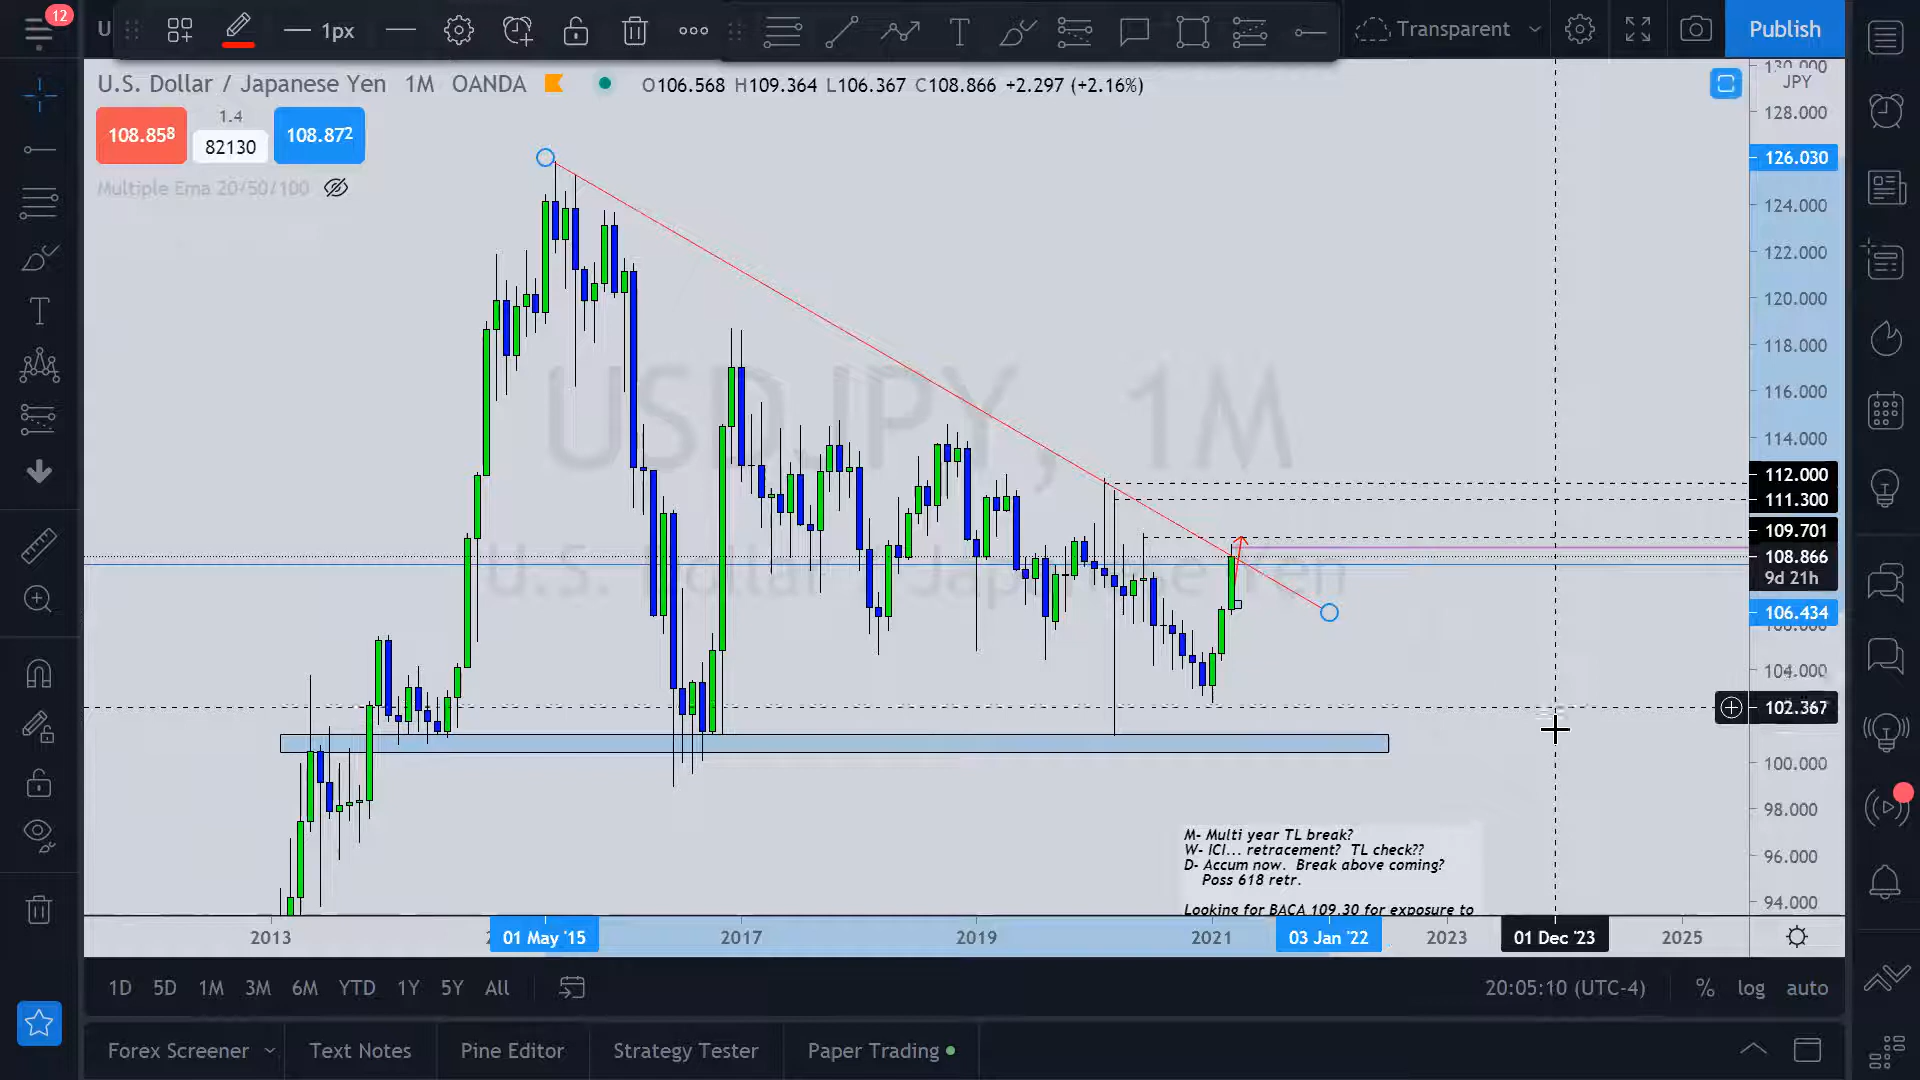 12
U
1px
Transparent
Publish
U.S. Dollar / Japanese Yen 1M OANDA
O106.568 H109.364 L106.367 C108.866 +2.297 (+2.16%)
108.858
1.4
82130
108.872
Multiple Ema 20/50/100
USDJPY, 1M
U.S. Dollar / Japanese Yen
130.000
JPY
128.000
126.030
124.000
122.000
120.000
118.000
116.000
114.000
112.000
111.300
109.701
108.866
9d 21h
106.434
106.000
104.000
102.367
100.000
98.000
96.000
94.000
M- Multi year TL break?
W- ICI... retracement? TL check??
D- Accum now. Break above coming?
Poss 618 retr.
Looking for BACA 109.30 for exposure to
2013
01 May '15
2017
2019
2021
03 Jan '22
2023
01 Dec '23
2025
1D 5D 1M 3M 6M YTD 1Y 5Y All
20:05:10 (UTC-4)
% log auto
Forex Screener
Text Notes
Pine Editor
Strategy Tester
Paper Trading